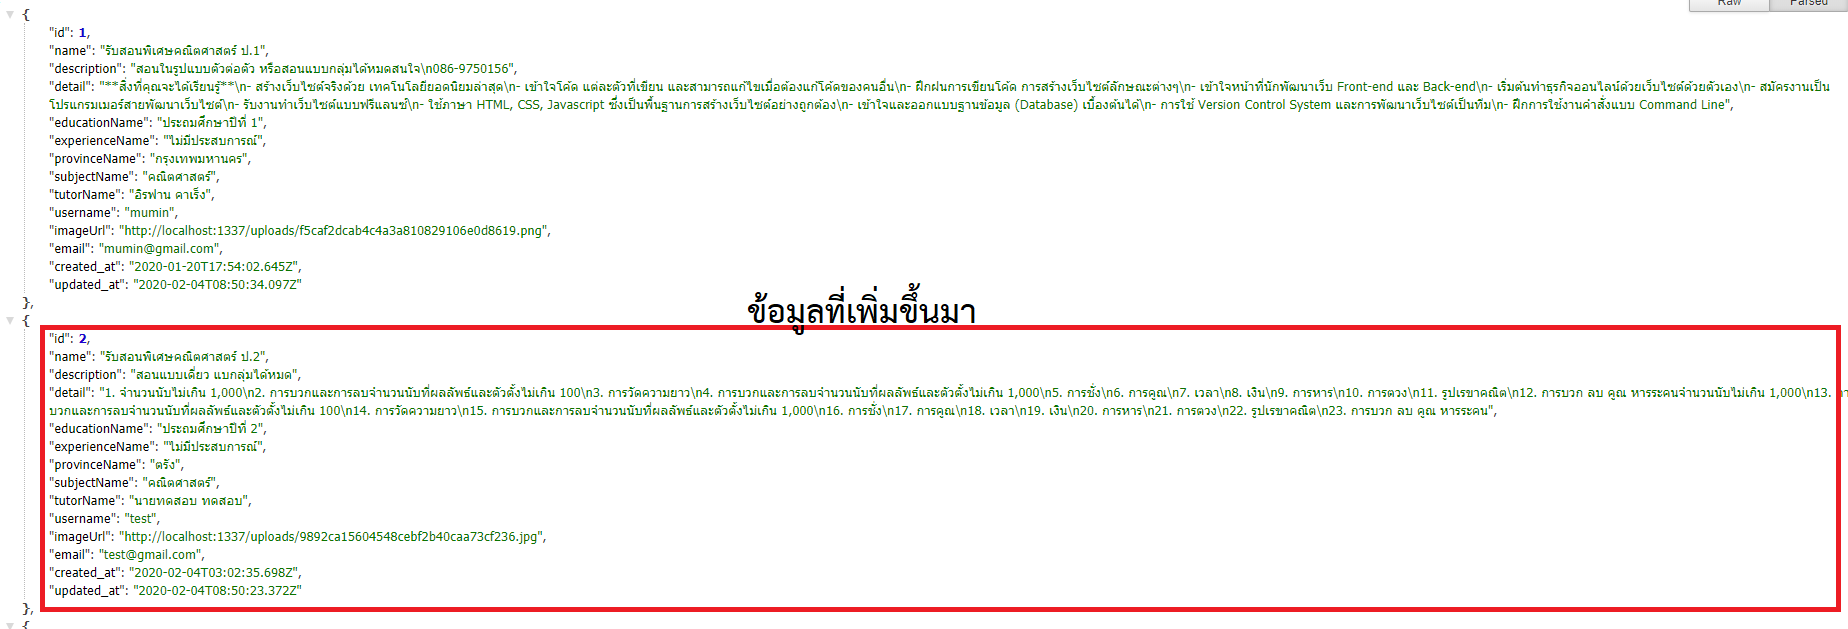 Raw Parsed
{
"id": 1,
"name": "รับสอนพิเศษคณิตศาสตร์ ป.1",
"description": "สอนในรูปแบบตัวต่อตัว หรือสอนแบบกลุ่มได้หมดสนใจ\n086-9750156",
"detail": "**สิ่งที่คุณจะได้เรียนรู้**\n- สร้างเว็บไซต์จริงด้วย เทคโนโลยียอดนิยมล่าสุด\n- เข้าใจโค้ด แต่ละตัวที่เขียน และสามารถแก้ไขเมื่อต้องแก้โค้ดของคนอื่น\n- ฝึกฝนการเขียนโค้ด การสร้างเว็บไซต์ลักษณะต่างๆ\n- เข้าใจหน้าที่นักพัฒนาเว็บ Front-end และ Back-end\n- เริ่มต้นทำธุรกิจออนไลน์ด้วยเว็บไซต์ด้วยตัวเอง\n- สมัครงานเป็น
โปรแกรมเมอร์สายพัฒนาเว็บไซต์\n- รับงานทำเว็บไซต์แบบฟรีแลนซ์\n- ใช้ภาษา HTML, CSS, Javascript ซึ่งเป็นพื้นฐานการสร้างเว็บไซต์อย่างถูกต้อง\n- เข้าใจและออกแบบฐานข้อมูล (Database) เบื้องต้นได้\n- การใช้ Version Control System และการพัฒนาเว็บไซต์เป็นทีม\n- ฝึกการใช้งานคำสั่งแบบ Command Line",
"educationName": "ประถมศึกษาปีที่ 1",
"experienceName": "ไม่มีประสบการณ์",
"provinceName": "กรุงเทพมหานคร",
"subjectName": "คณิตศาสตร์",
"tutorName": "อิรฟาน คาเร็ง",
"username": "mumin",
"imageUrl": "http://localhost:1337/uploads/f5caf2dcab4c4a3a810829106e0d8619.png",
"email": "mumin@gmail.com",
"created_at": "2020-01-20T17:54:02.645Z",
"updated_at": "2020-02-04T08:50:34.097Z"
},
ข้อมูลที่เพิ่มขึ้นมา
{
"id": 2,
"name": "รับสอนพิเศษคณิตศาสตร์ ป.2",
"description": "สอนแบบเดี่ยว แบกลุ่มได้หมด",
"detail": "1. จำนวนนับไม่เกิน 1,000\n2. การบวกและการลบจำนวนนับที่ผลลัพธ์และตัวตั้งไม่เกิน 100\n3. การวัดความยาว\n4. การบวกและการลบจำนวนนับที่ผลลัพธ์และตัวตั้งไม่เกิน 1,000\n5. การชั่ง\n6. การคูณ\n7. เวลา\n8. เงิน\n9. การหาร\n10. การตวง\n11. รูปเรขาคณิต\n12. การบวก ลบ คูณ หารระคนจำนวนนับไม่เกิน 1,000\n13.
บวกและการลบจำนวนนับที่ผลลัพธ์และตัวตั้งไม่เกิน 100\n14. การวัดความยาว\n15. การบวกและการลบจำนวนนับที่ผลลัพธ์และตัวตั้งไม่เกิน 1,000\n16. การชั่ง\n17. การคูณ\n18. เวลา\n19. เงิน\n20. การหาร\n21. การตวง\n22. รูปเรขาคณิต\n23. การบวก ลบ คูณ หารระคน",
"educationName": "ประถมศึกษาปีที่ 2",
"experienceName": "ไม่มีประสบการณ์",
"provinceName": "ตรัง",
"subjectName": "คณิตศาสตร์",
"tutorName": "นายทดสอบ ทดสอบ",
"username": "test",
"imageUrl": "http://localhost:1337/uploads/9892ca15604548cebf2b40caa73cf236.jpg",
"email": "test@gmail.com",
"created_at": "2020-02-04T03:02:35.698Z",
"updated_at": "2020-02-04T08:50:23.372Z"
},
{